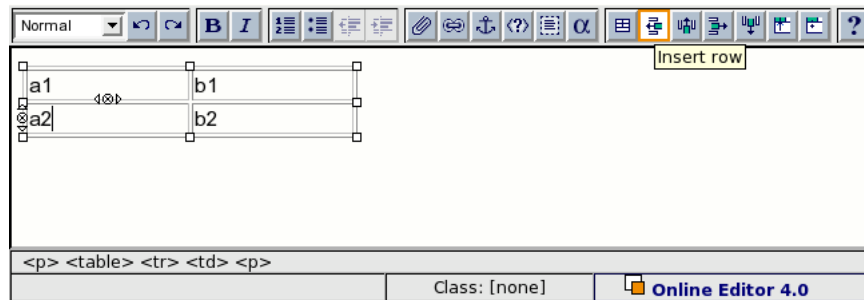 Normal B I α ?
Insert row
a1 b1
a2 b2
<p> <table> <tr> <td> <p>
Class: [none] Online Editor 4.0